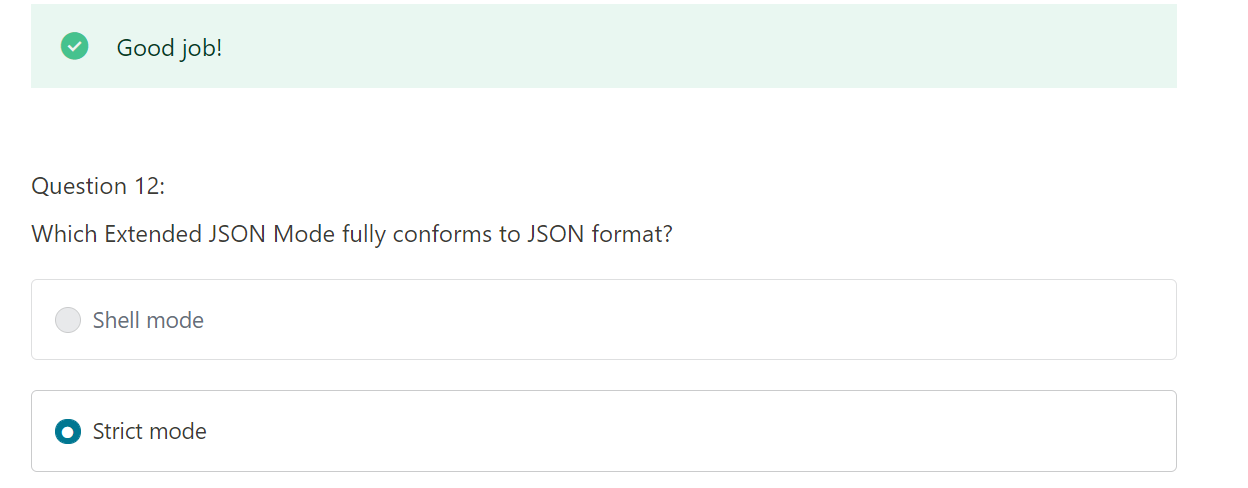 Good job!
Question 12:
Which Extended JSON Mode fully conforms to JSON format?
Shell mode
Strict mode